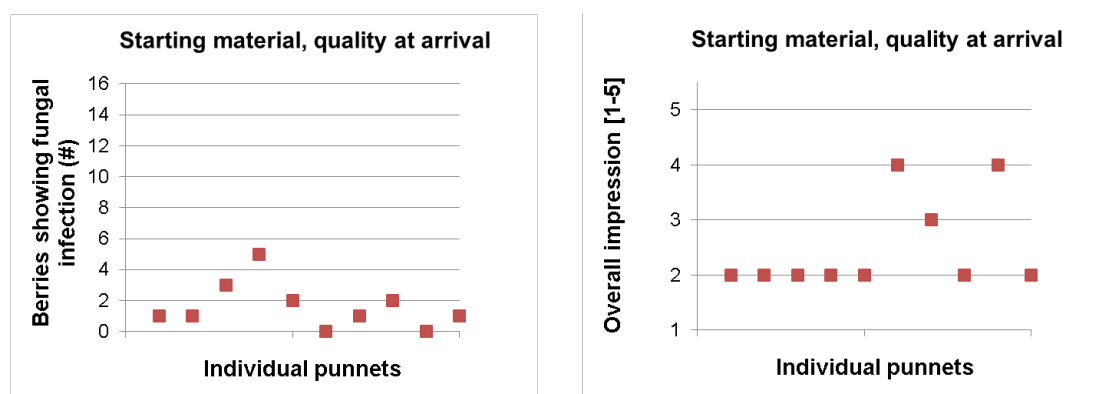 Starting material, quality at arrival
Berries showing fungal
infection (#)
16
14
12
10
8
6
4
2
0
Individual punnets
Starting material, quality at arrival
Overall impression [1-5]
5
4
3
2
1
Individual punnets